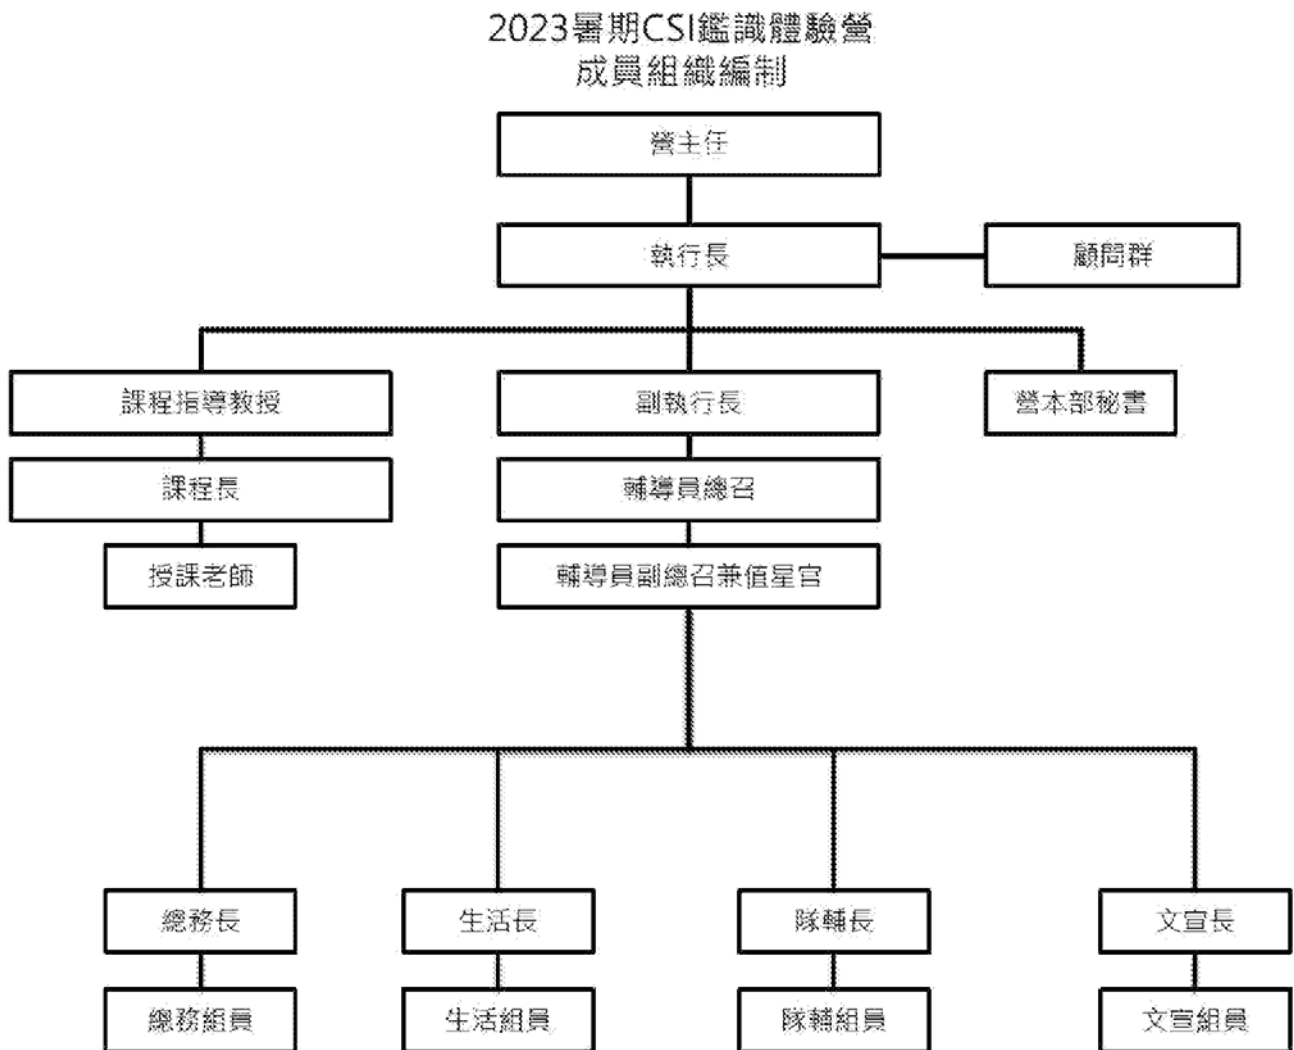 2023暑期CSI鑑識體驗營
成員組織編制
營主任
執行長
顧問群
課程指導教授
副執行長
營本部秘書
課程長
輔導員總召
授課老師
輔導員副總召兼值星官
總務長
生活長
隊輔長
文宣長
總務組員
生活組員
隊輔組員
文宣組員